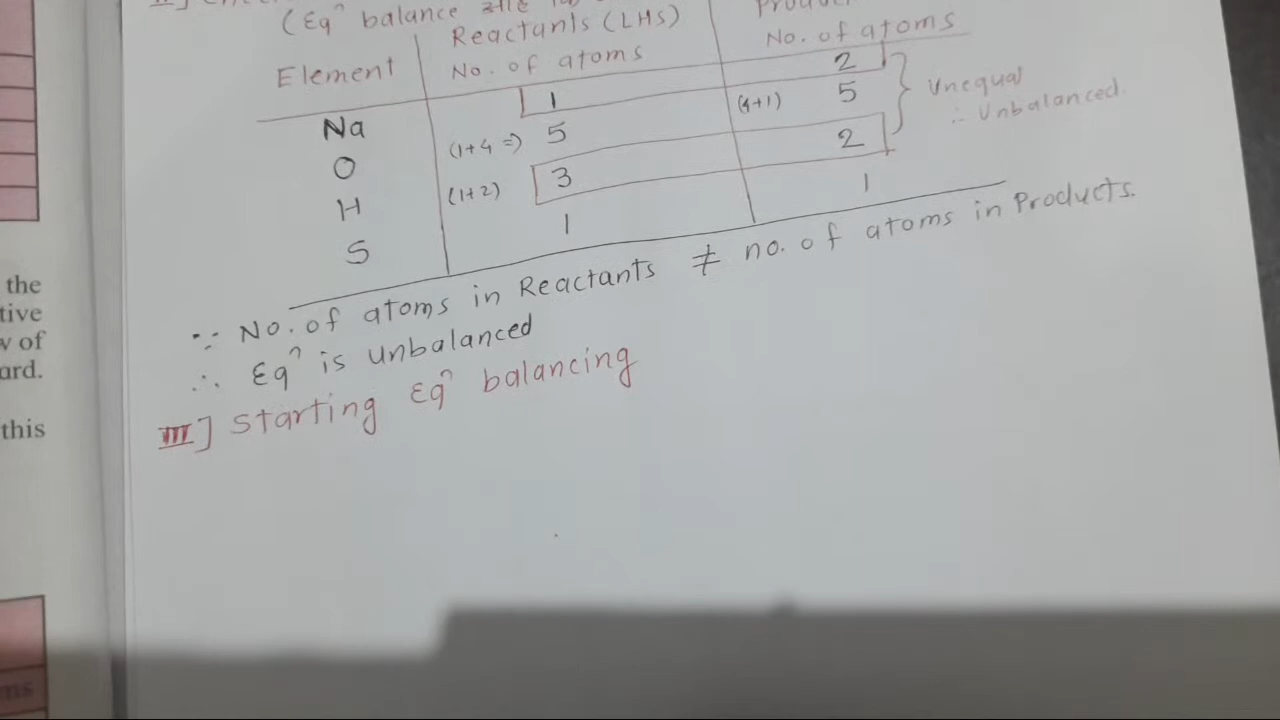 (Eqⁿ balance आहे
Reactants (LHS)
Element No. of atoms No. of atoms
Na 1 2
O (1+4 =) 5 (4+1) 5
H (1+2) 3 2
S 1 1
} Unequal
∴ Unbalanced.
∵ No. of atoms in Reactants ≠ no. of atoms in Products.
∴ Eqⁿ is unbalanced
III] Starting Eqⁿ balancing
the
tive
of
ard.
this